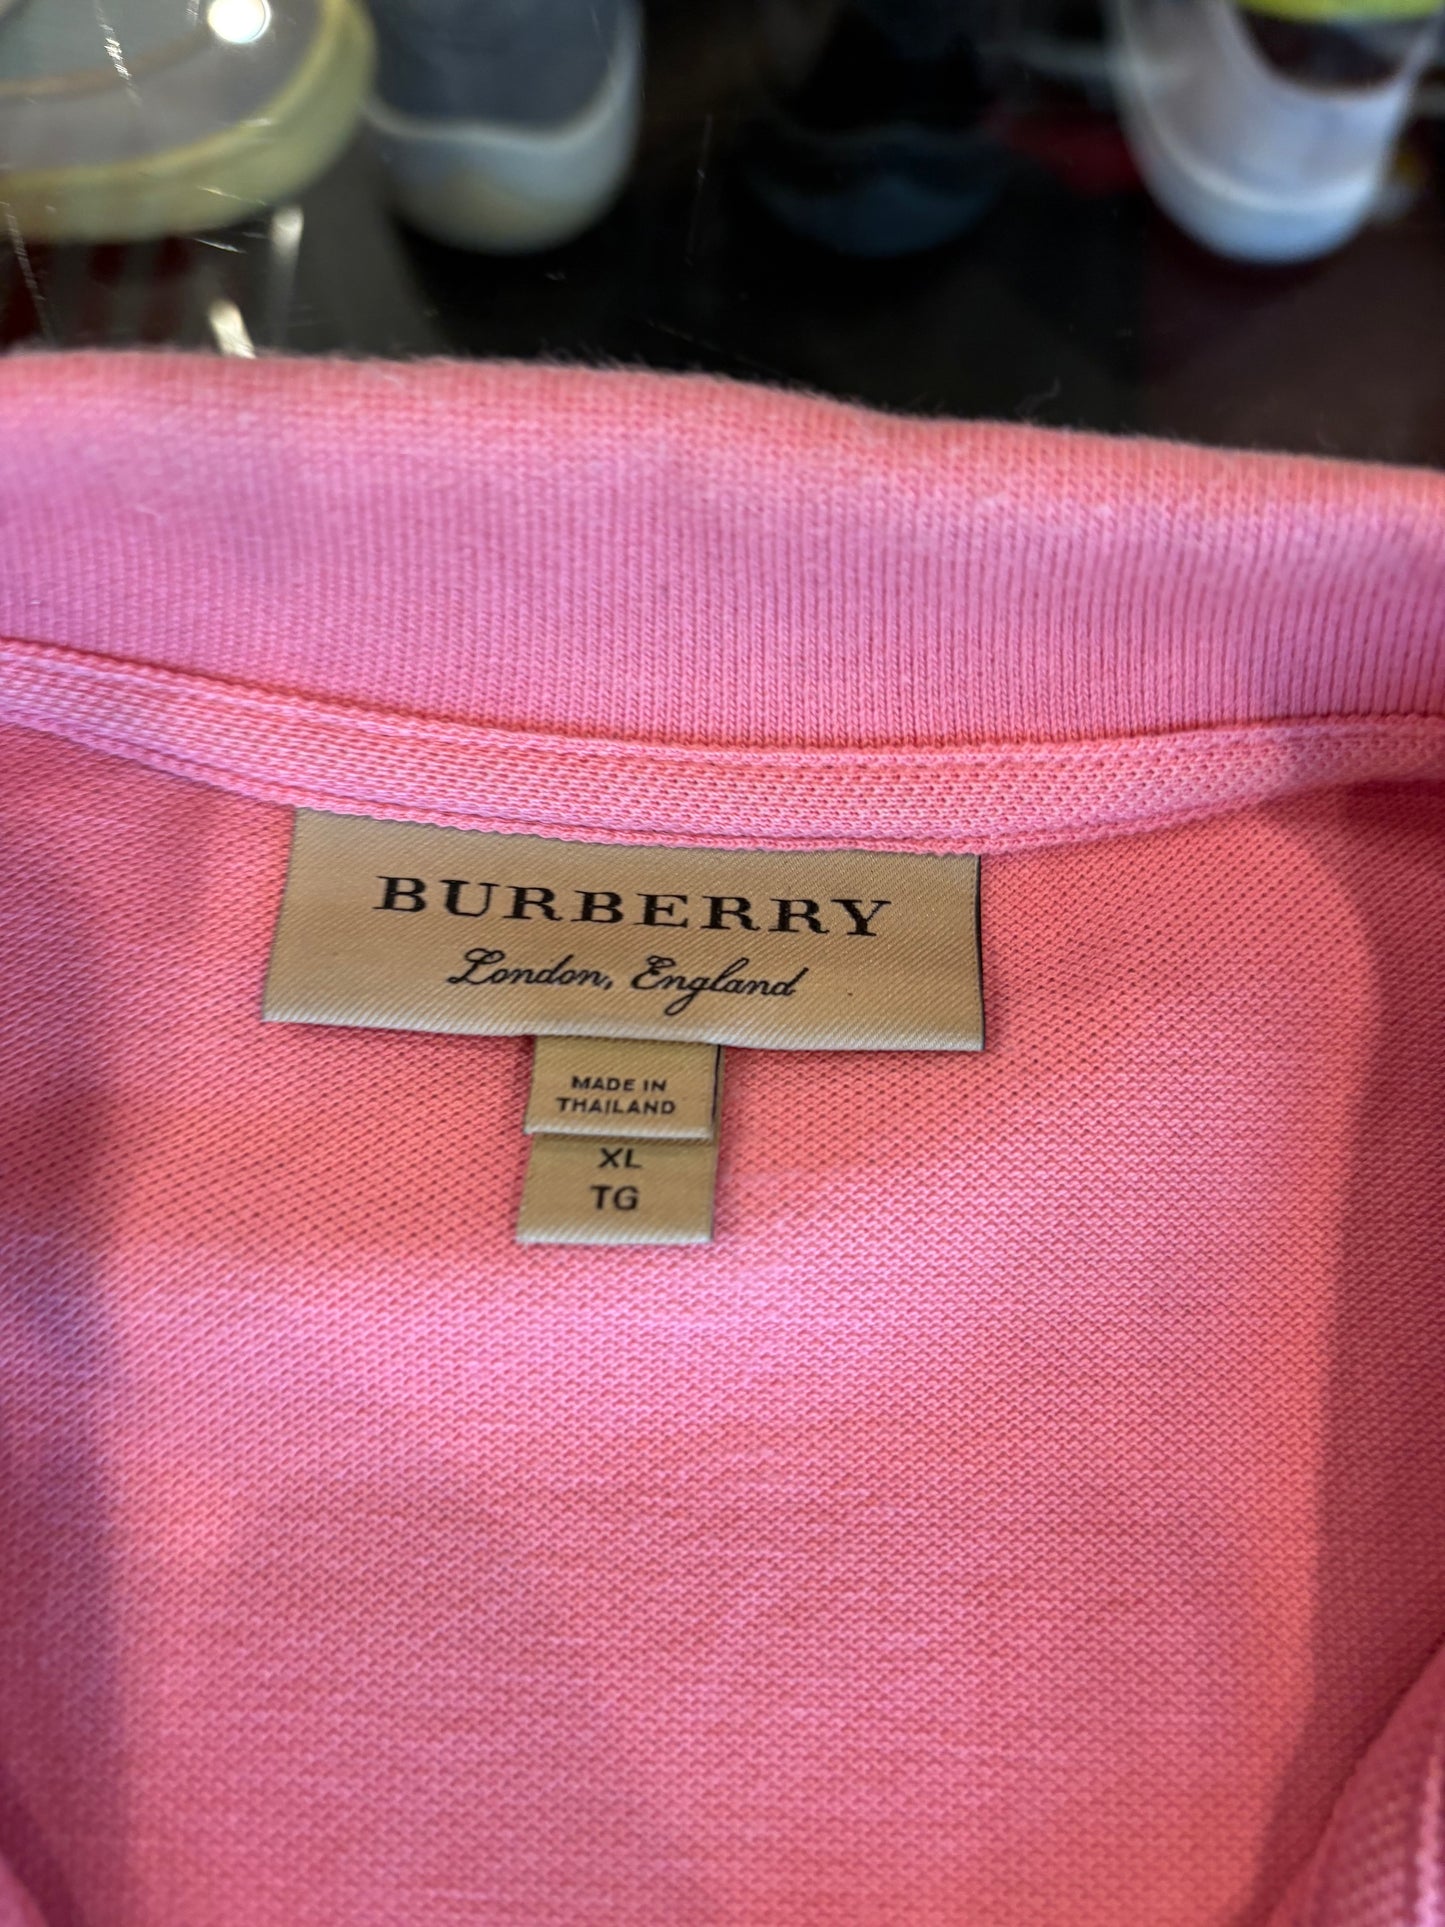 BURBERRY
London, England
MADE IN
THAILAND
XL
TG